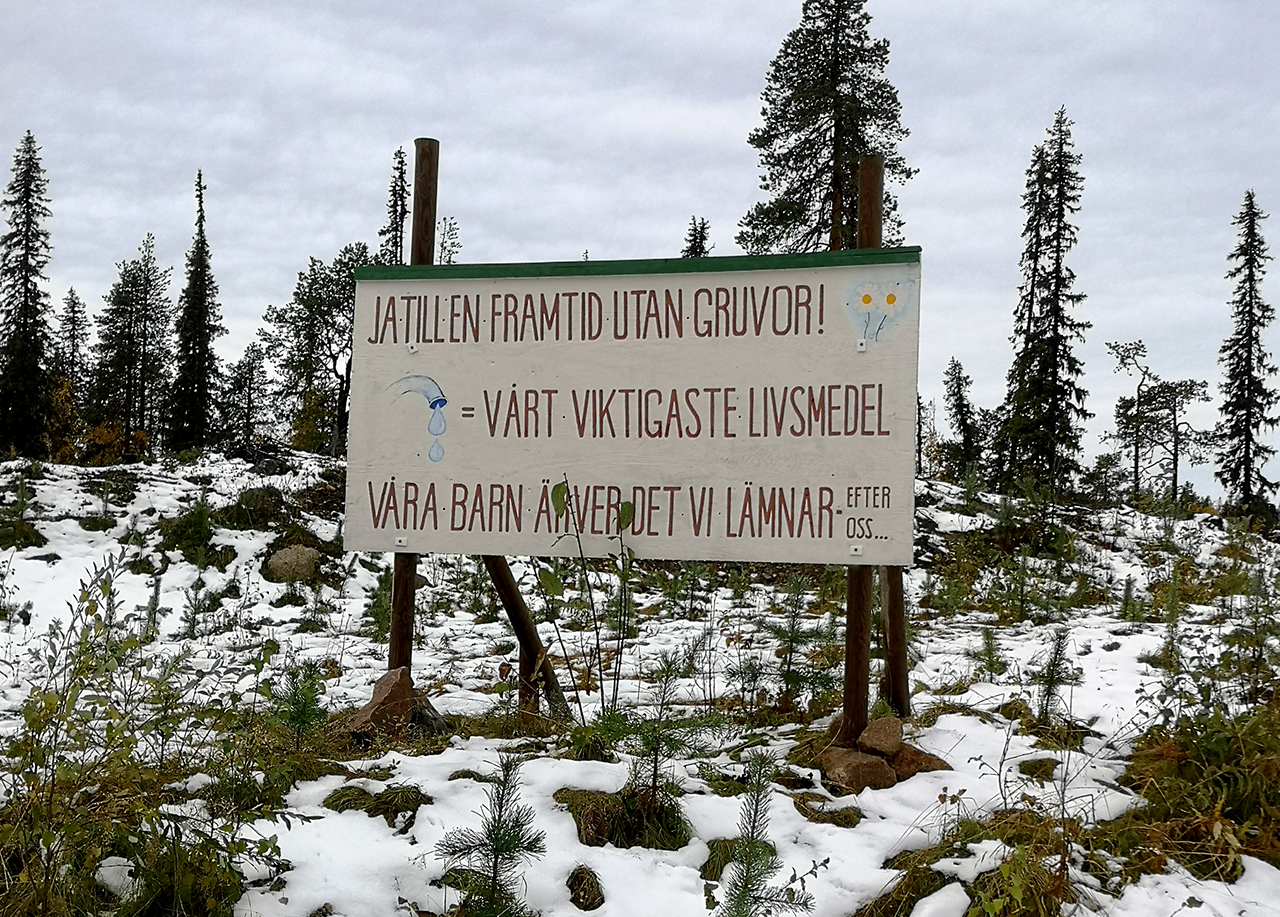 JA·TILL·EN·FRAMTID·UTAN·GRUVOR!
= VÅRT·VIKTIGASTE·LIVSMEDEL
VÅRA·BARN·ÄRVER·DET·VI·LÄMNAR-EFTER
OSS...